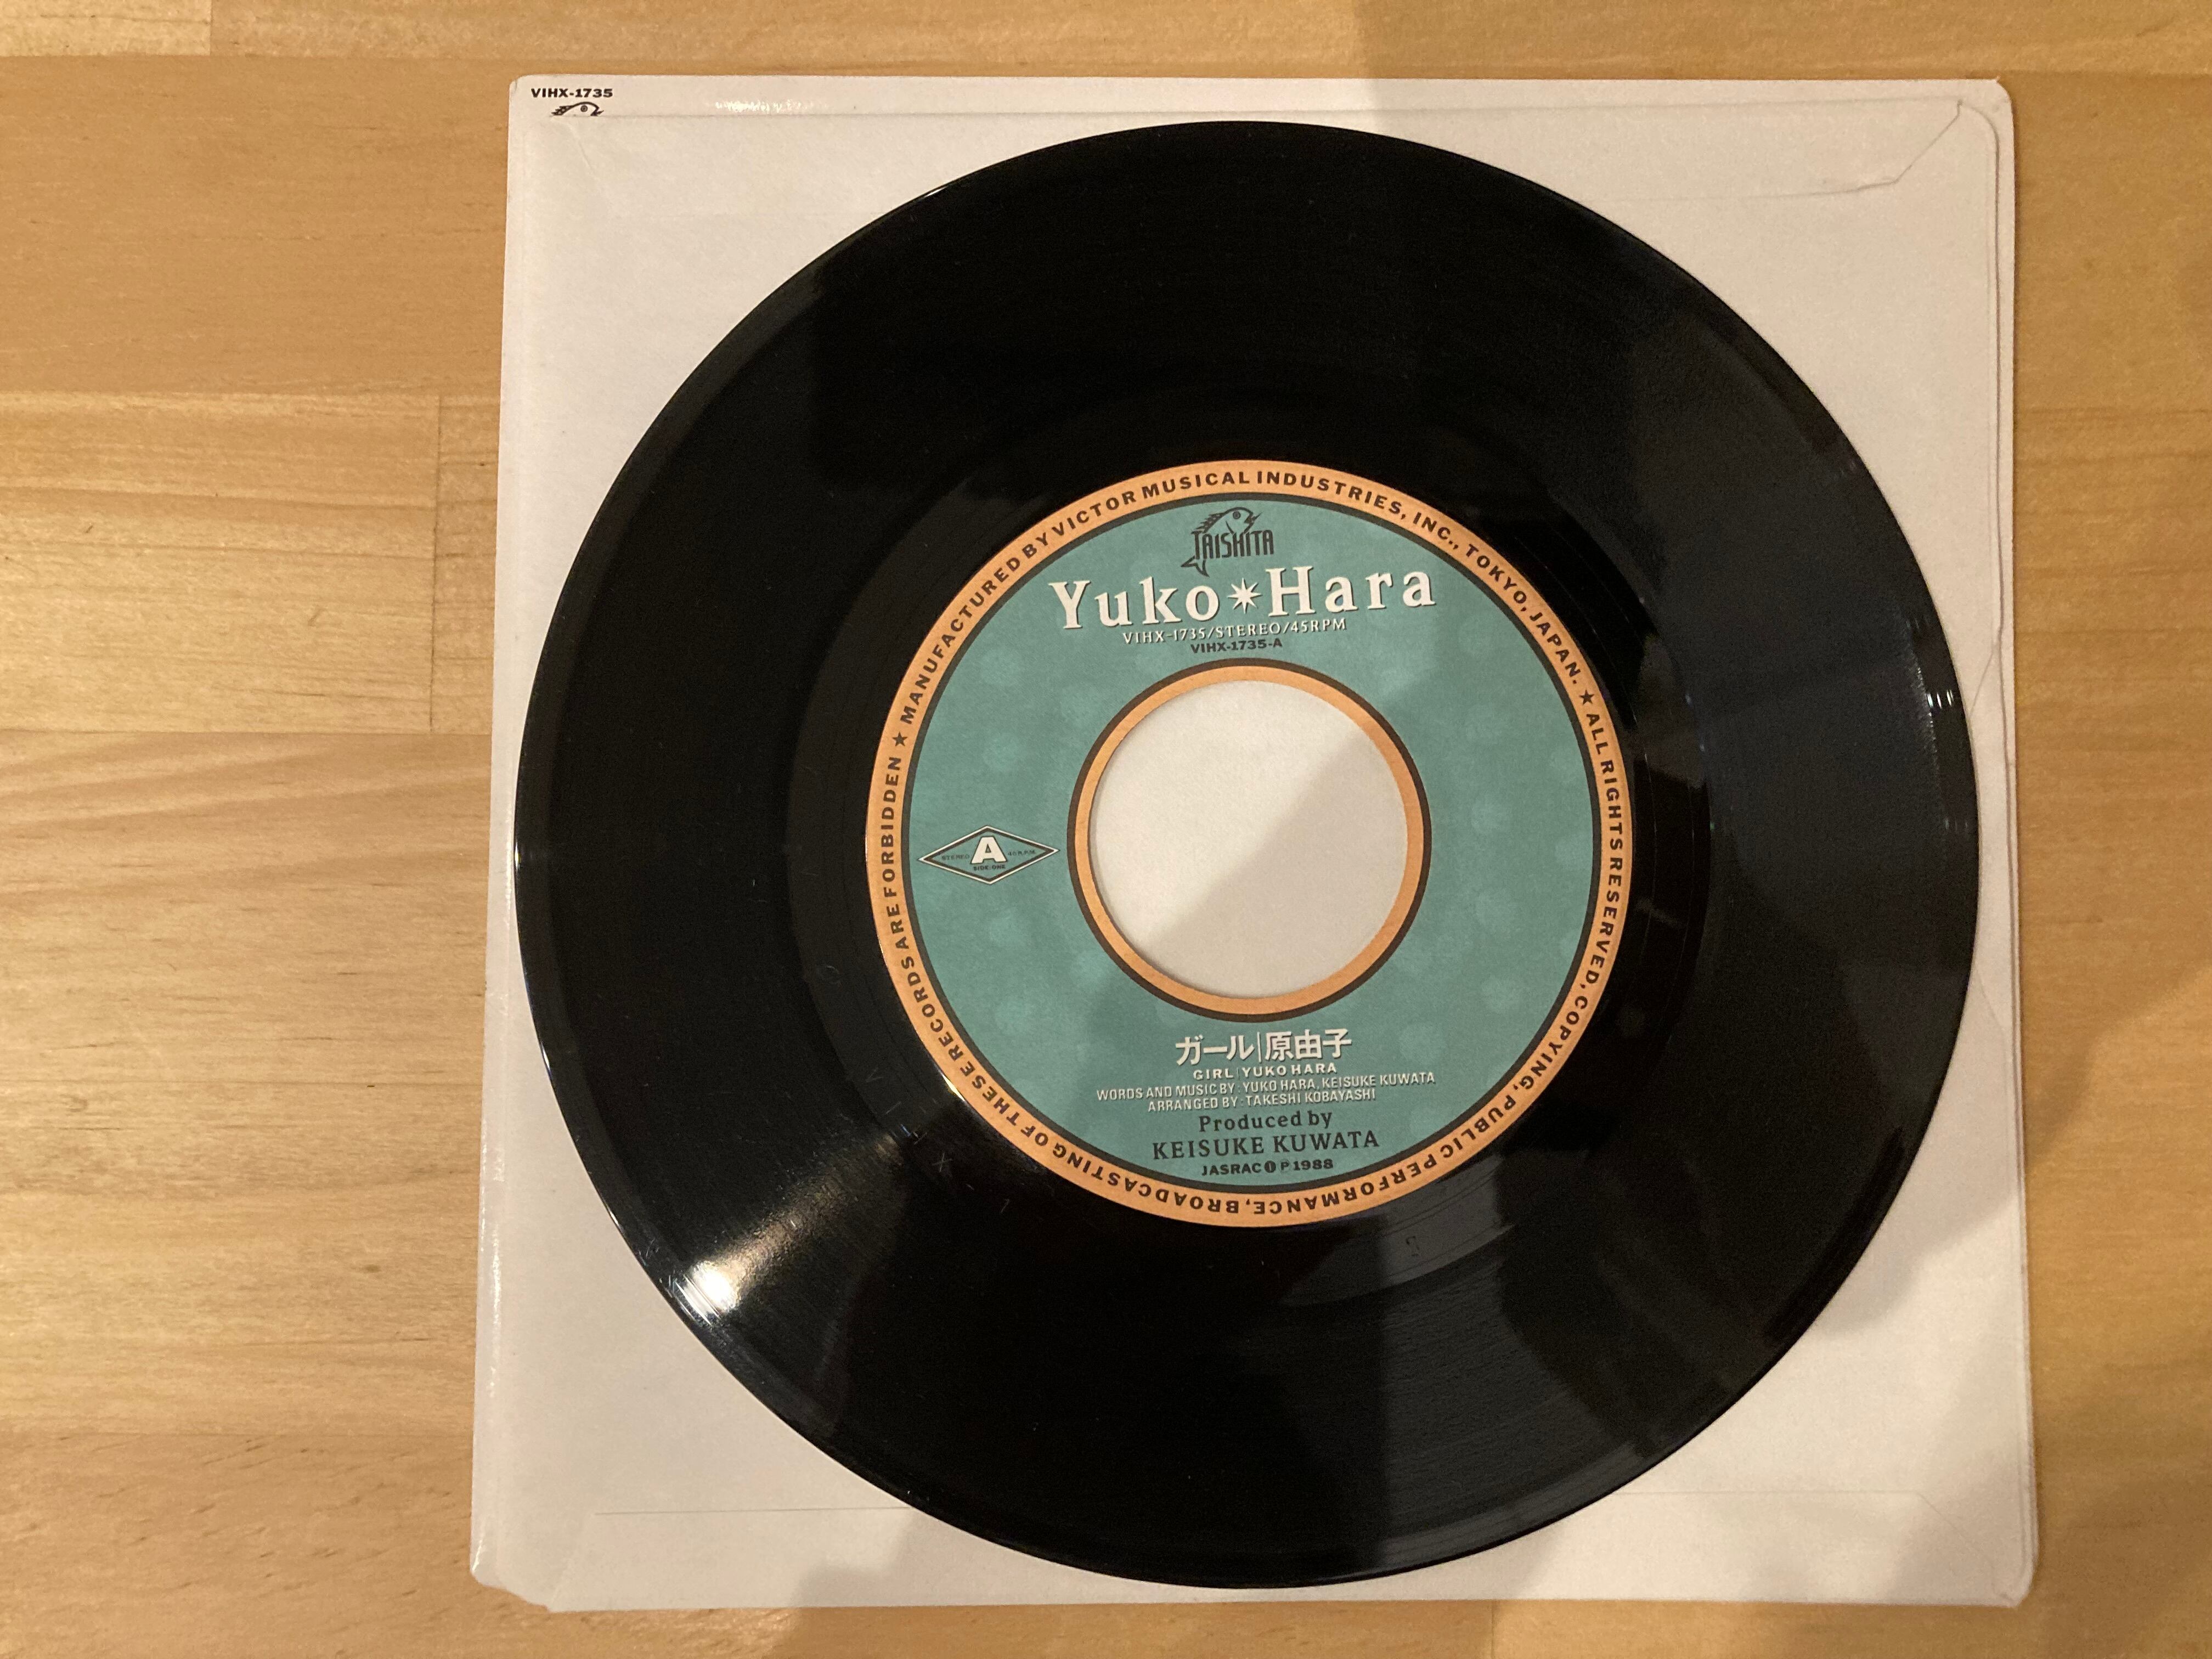 VIHX-1735
TAISHITA
Yuko✷Hara
VIHX-1735/STEREO/45RPM
VIHX-1735-A
STEREO A 45 R.P.M.
SIDE:ONE
ガール|原由子
GIRL|YUKO HARA
WORDS AND MUSIC BY : YUKO HARA, KEISUKE KUWATA
ARRANGED BY : TAKESHI KOBAYASHI
Produced by
KEISUKE KUWATA
JASRAC Ⓟ1988
★ MANUFACTURED BY VICTOR MUSICAL INDUSTRIES, INC., TOKYO, JAPAN. ★ ALL RIGHTS RESERVED, COPYING, PUBLIC PERFORMANCE, BROADCASTING OF THESE RECORDS ARE FORBIDDEN